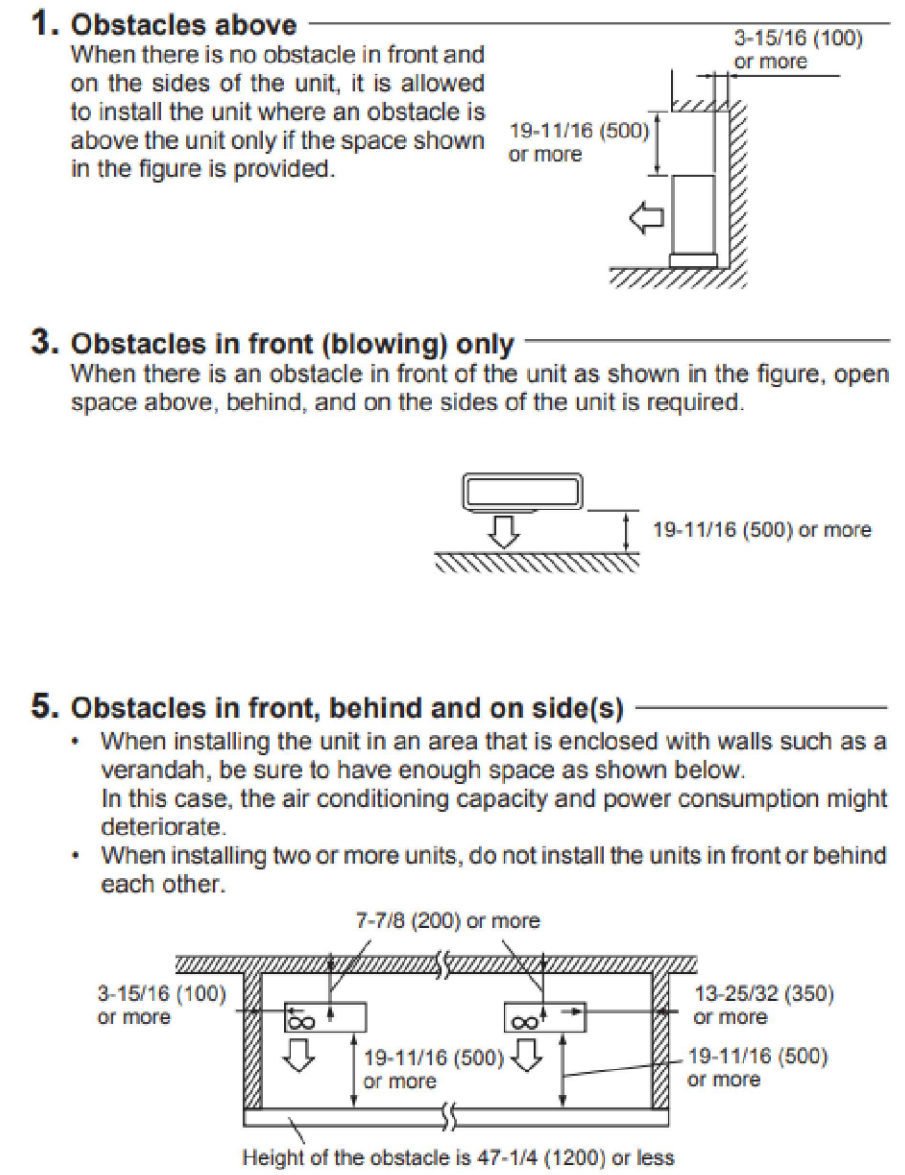 1. Obstacles above
When there is no obstacle in front and
on the sides of the unit, it is allowed
to install the unit where an obstacle is
above the unit only if the space shown
in the figure is provided.
3-15/16 (100)
or more
19-11/16 (500)
or more
3. Obstacles in front (blowing) only
When there is an obstacle in front of the unit as shown in the figure, open
space above, behind, and on the sides of the unit is required.
19-11/16 (500) or more
5. Obstacles in front, behind and on side(s)
• When installing the unit in an area that is enclosed with walls such as a
verandah, be sure to have enough space as shown below.
In this case, the air conditioning capacity and power consumption might
deteriorate.
• When installing two or more units, do not install the units in front or behind
each other.
7-7/8 (200) or more
3-15/16 (100)
or more
13-25/32 (350)
or more
19-11/16 (500)
or more
19-11/16 (500)
or more
Height of the obstacle is 47-1/4 (1200) or less